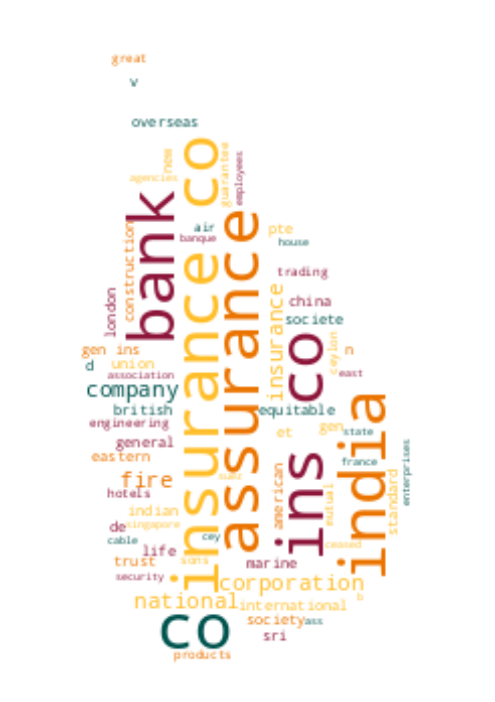 great
v
overseas
insurance co
new
guarantee
employees
agencies
bank
assurance
construction
air
banque
pte
house
trading
london
insurance
china
societe
ins co
ceylon
n
gen ins
d
union
east
association
company
india
british
equitable
engineering
et
gen
state
general
eastern
france
enterprises
fire
suez
american
standard
hotels
mutual
indian
de
singapore
cable
cey
life
ceased
trust
sons
marine
security
corporation
national
international
b
co
society
ass
sri
products